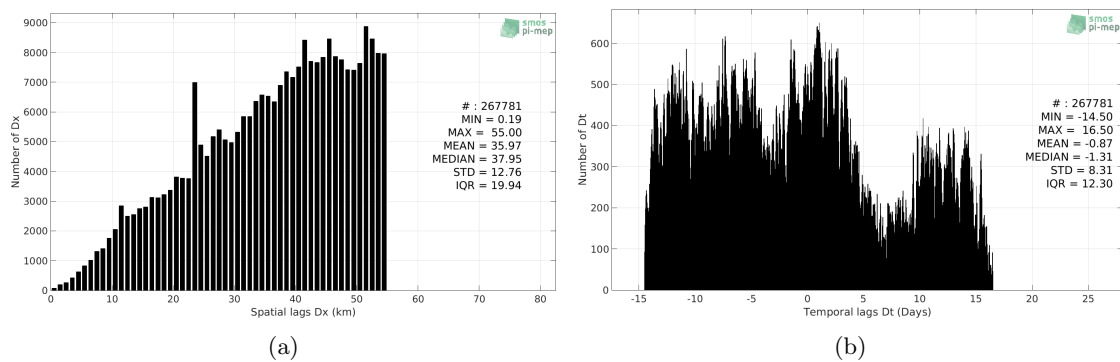 9000
8000
7000
6000
5000
4000
3000
2000
1000
0
Number of Dx
0 10 20 30 40 50 60 70 80
Spatial lags Dx (km)
smos
pi-mep
# : 267781
MIN = 0.19
MAX = 55.00
MEAN = 35.97
MEDIAN = 37.95
STD = 12.76
IQR = 19.94
(a)
600
500
400
300
200
100
0
Number of Dt
-15 -10 -5 0 5 10 15 20 25
Temporal lags Dt (Days)
smos
pi-mep
# : 267781
MIN = -14.50
MAX = 16.50
MEAN = -0.87
MEDIAN = -1.31
STD = 8.31
IQR = 12.30
(b)